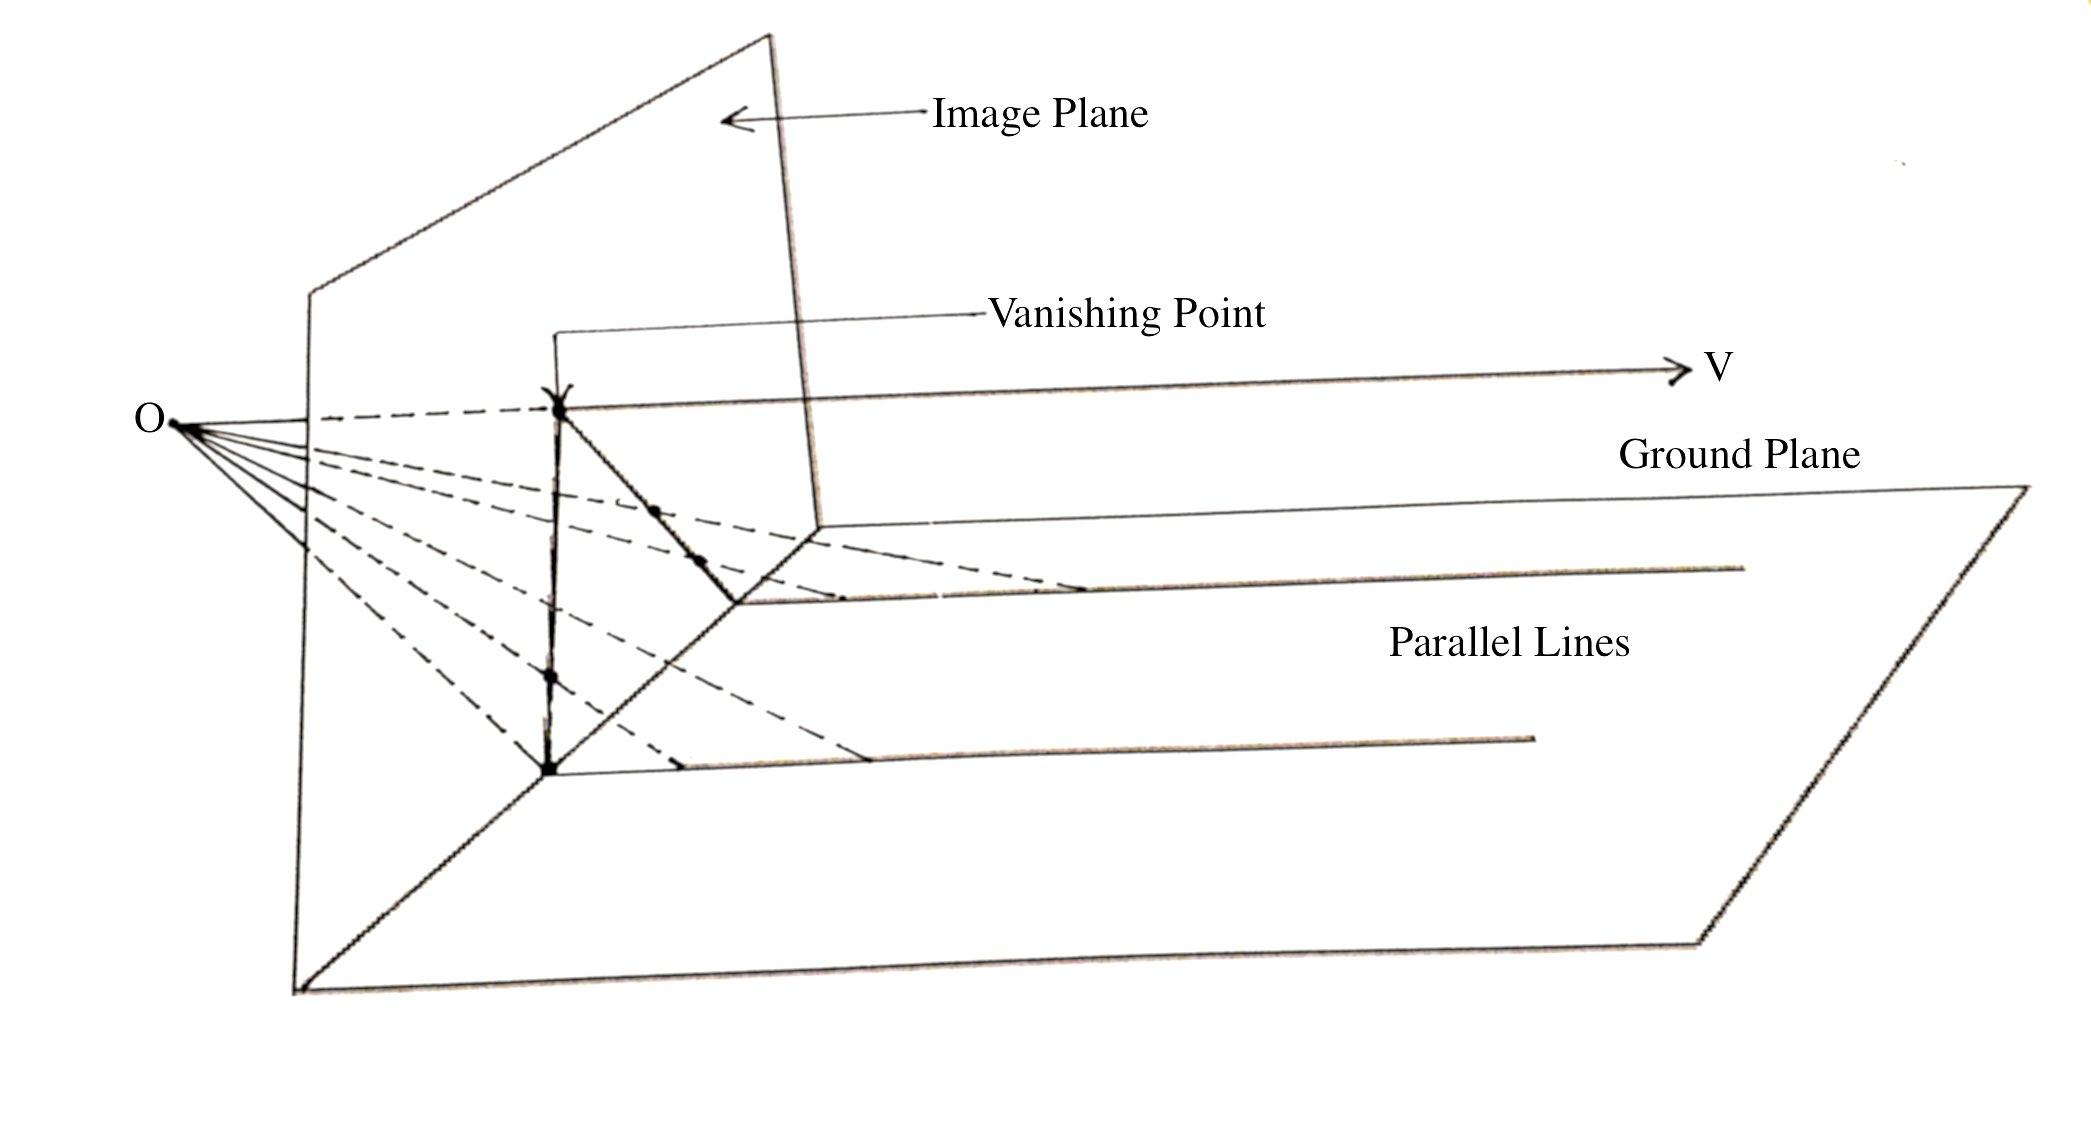 Image Plane
Vanishing Point
V
O
Ground Plane
Parallel Lines